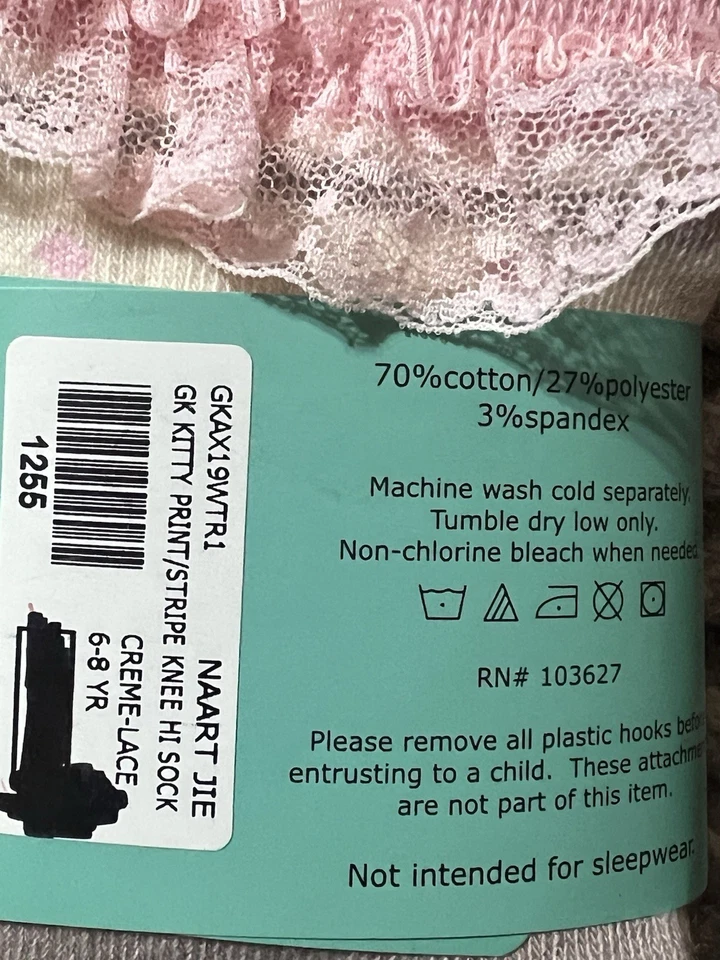 70%cotton/27%polyester
3%spandex
Machine wash cold separately.
Tumble dry low only.
Non-chlorine bleach when needed
RN# 103627
Please remove all plastic hooks before
entrusting to a child. These attachme
are not part of this item.
Not intended for sleepwear.
GKAX19WTR1
NAART JIE
GK KITTY PRINT/STRIPE KNEE HI SOCK
CREME-LACE
6-8 YR
1255